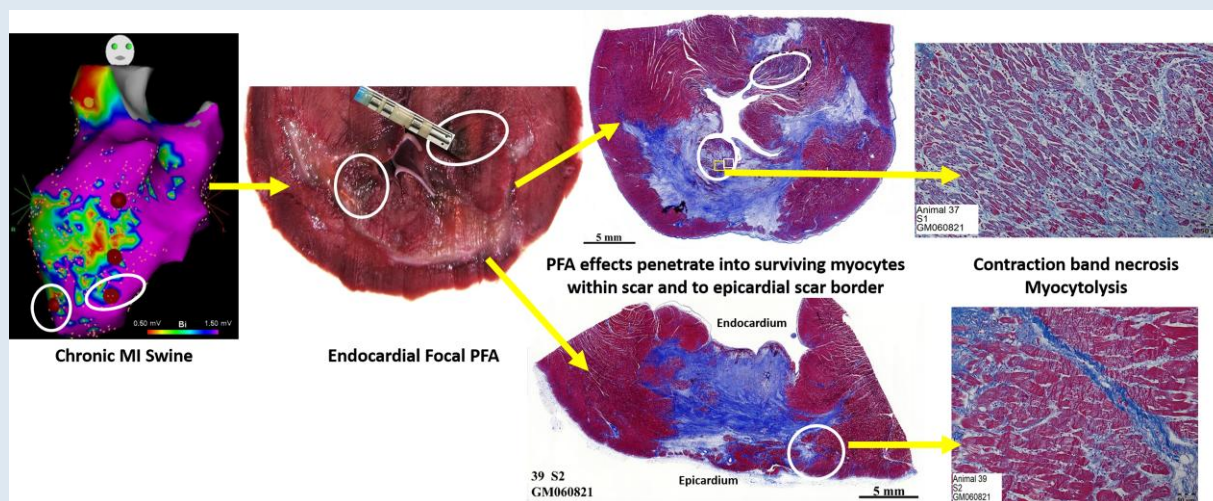 0.50 mV
Bi
1.50 mV
Chronic MI Swine
Endocardial Focal PFA
5 mm
PFA effects penetrate into surviving myocytes
within scar and to epicardial scar border
Animal 37
S1
GM060821
Contraction band necrosis
Myocytolysis
Endocardium
39 S2
GM060821
Epicardium
5 mm
Animal 39
S2
GM060821